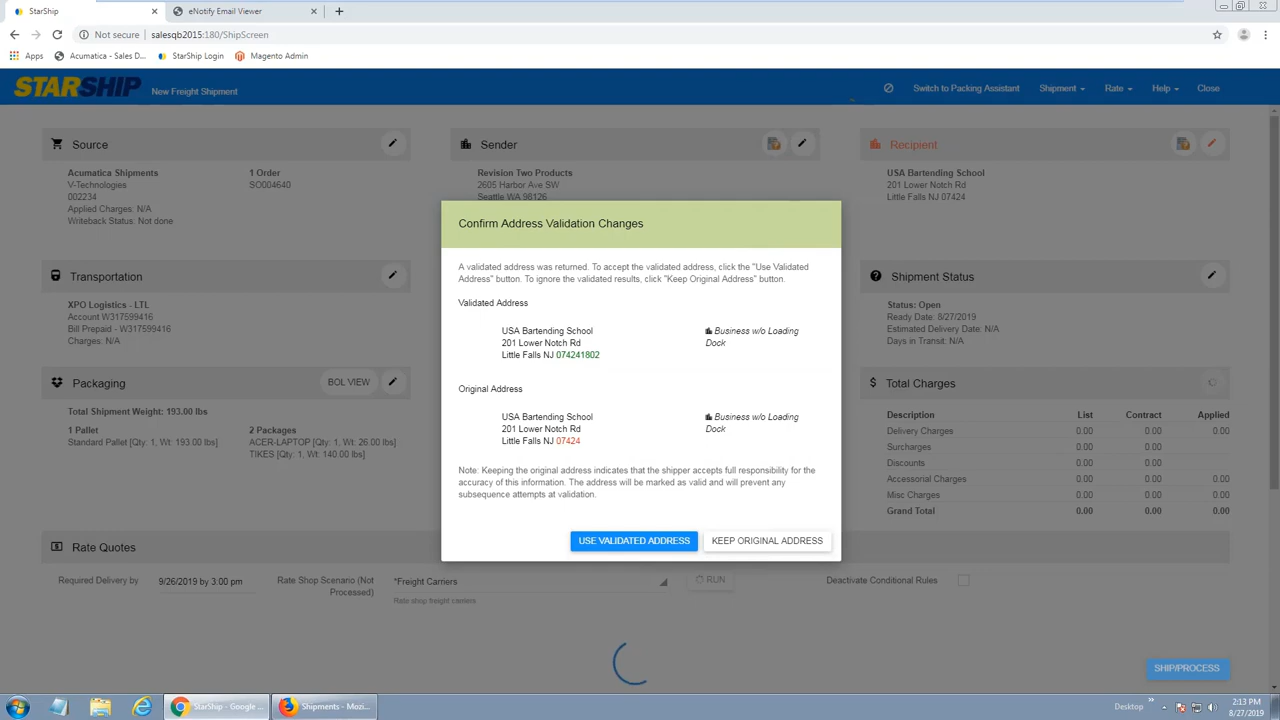 StarShip
eNotify Email Viewer
Not secure
salesqb2015:180/ShipScreen
Apps
Acumatica - Sales D...
StarShip Login
Magento Admin
STARSHIP
New Freight Shipment
Switch to Packing Assistant
Shipment
Rate
Help
Close
Source
Acumatica Shipments
V-Technologies
002234
Applied Charges: N/A
Writeback Status: Not done
1 Order
SO004640
Sender
Revision Two Products
2605 Harbor Ave SW
Seattle WA 98126
Recipient
USA Bartending School
201 Lower Notch Rd
Little Falls NJ 07424
Confirm Address Validation Changes
A validated address was returned. To accept the validated address, click the "Use Validated
Address" button. To ignore the validated results, click "Keep Original Address" button.
Validated Address
USA Bartending School
201 Lower Notch Rd
Little Falls NJ 074241802
Business w/o Loading
Dock
Original Address
USA Bartending School
201 Lower Notch Rd
Little Falls NJ 07424
Business w/o Loading
Dock
Note: Keeping the original address indicates that the shipper accepts full responsibility for the
accuracy of this information. The address will be marked as valid and will prevent any
subsequent attempts at validation.
USE VALIDATED ADDRESS
KEEP ORIGINAL ADDRESS
Transportation
XPO Logistics - LTL
Account W317599416
Bill Prepaid - W317599416
Charges: N/A
Shipment Status
Status: Open
Ready Date: 8/27/2019
Estimated Delivery Date: N/A
Days in Transit: N/A
Packaging
BOL VIEW
Total Shipment Weight: 193.00 lbs
1 Pallet
Standard Pallet [Qty: 1, Wt: 193.00 lbs]
2 Packages
ACER-LAPTOP [Qty: 1, Wt: 26.00 lbs]
TIKES [Qty: 1, Wt: 140.00 lbs]
Total Charges
Description List Contract Applied
Delivery Charges 0.00 0.00 0.00
Surcharges 0.00 0.00
Discounts 0.00 0.00
Accessorial Charges 0.00 0.00 0.00
Misc Charges 0.00 0.00 0.00
Grand Total 0.00 0.00 0.00
Rate Quotes
Required Delivery by
9/26/2019 by 3:00 pm
Rate Shop Scenario (Not
Processed)
*Freight Carriers
Rate shop freight carriers
RUN
Deactivate Conditional Rules
SHIP/PROCESS
StarShip - Google ...
Shipments - Mozi...
Desktop
2:13 PM
8/27/2019